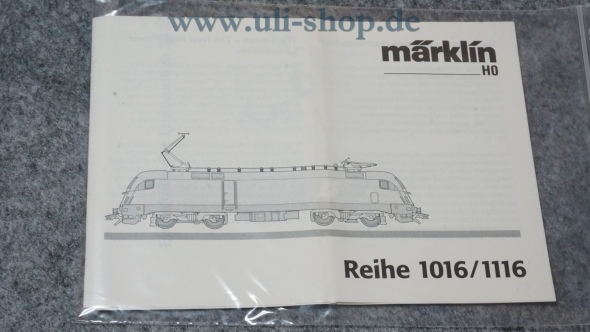 www.uli-shop.de
märklin
H0
Reihe 1016/1116